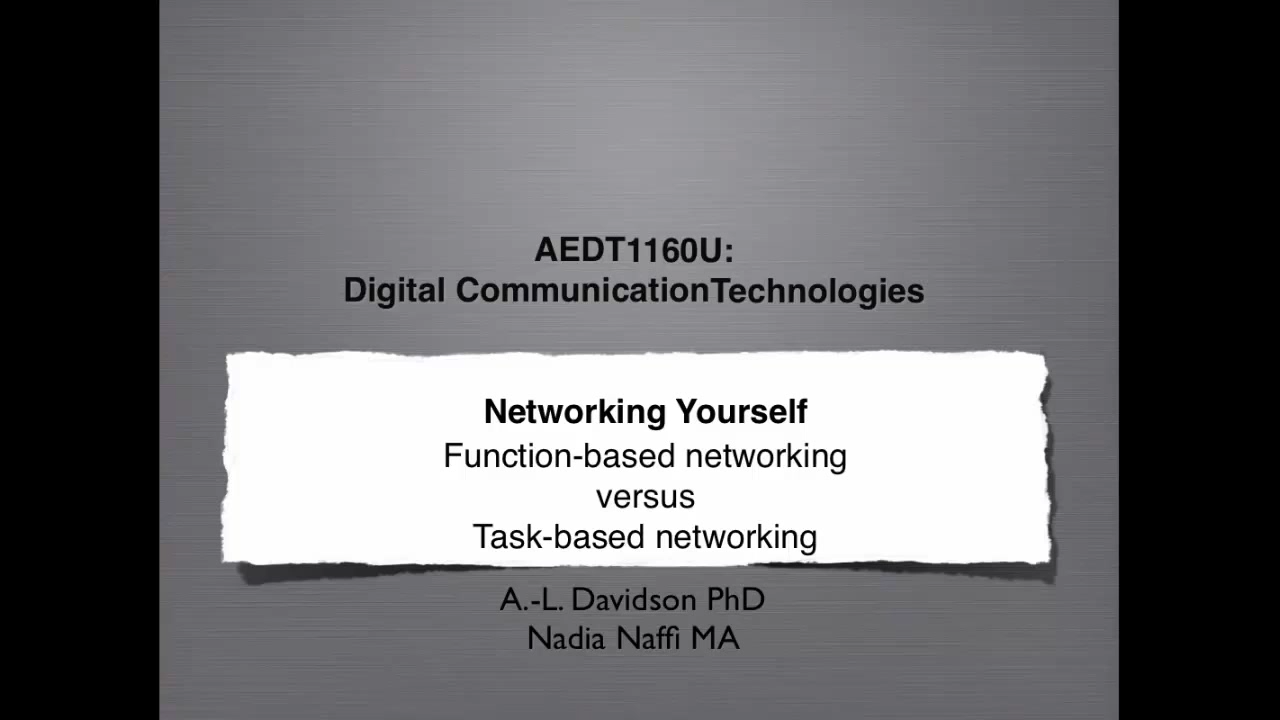 AEDT1160U:
Digital CommunicationTechnologies
Networking Yourself
Function-based networking
versus
Task-based networking
A.-L. Davidson PhD
Nadia Naffi MA